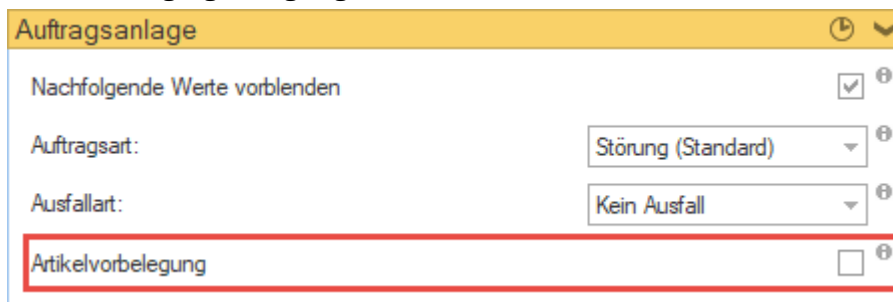 Auftragsanlage
Nachfolgende Werte vorblenden
Auftragsart: Störung (Standard)
Ausfallart: Kein Ausfall
Artikelvorbelegung